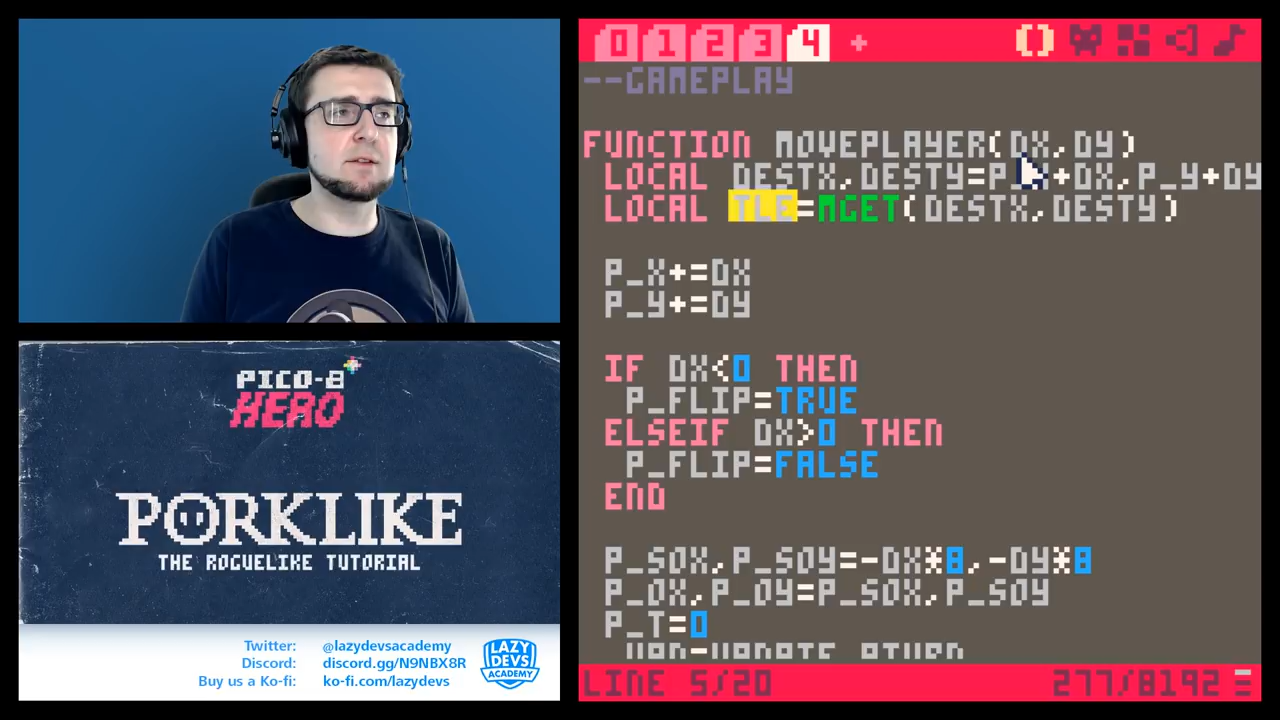 0 1 2 3 4 +
--GAMEPLAY
FUNCTION MOVEPLAYER(DX,DY)
LOCAL DESTX,DESTY=P_X+DX,P_Y+DY
LOCAL TLE=MGET(DESTX,DESTY)
P_X+=DX
P_Y+=DY
IF DX<0 THEN
P_FLIP=TRUE
ELSEIF DX>0 THEN
P_FLIP=FALSE
END
P_SOX,P_SOY=-DX*8,-DY*8
P_OX,P_OY=P_SOX,P_SOY
P_T=0
LINE 5/20
277/8192
PICO-8
HERO
PORKLIKE
THE ROGUELIKE TUTORIAL
Twitter: @lazydevsacademy
Discord: discord.gg/N9NBX8R
Buy us a Ko-fi: ko-fi.com/lazydevs
LAZY
DEVS
ACADEMY